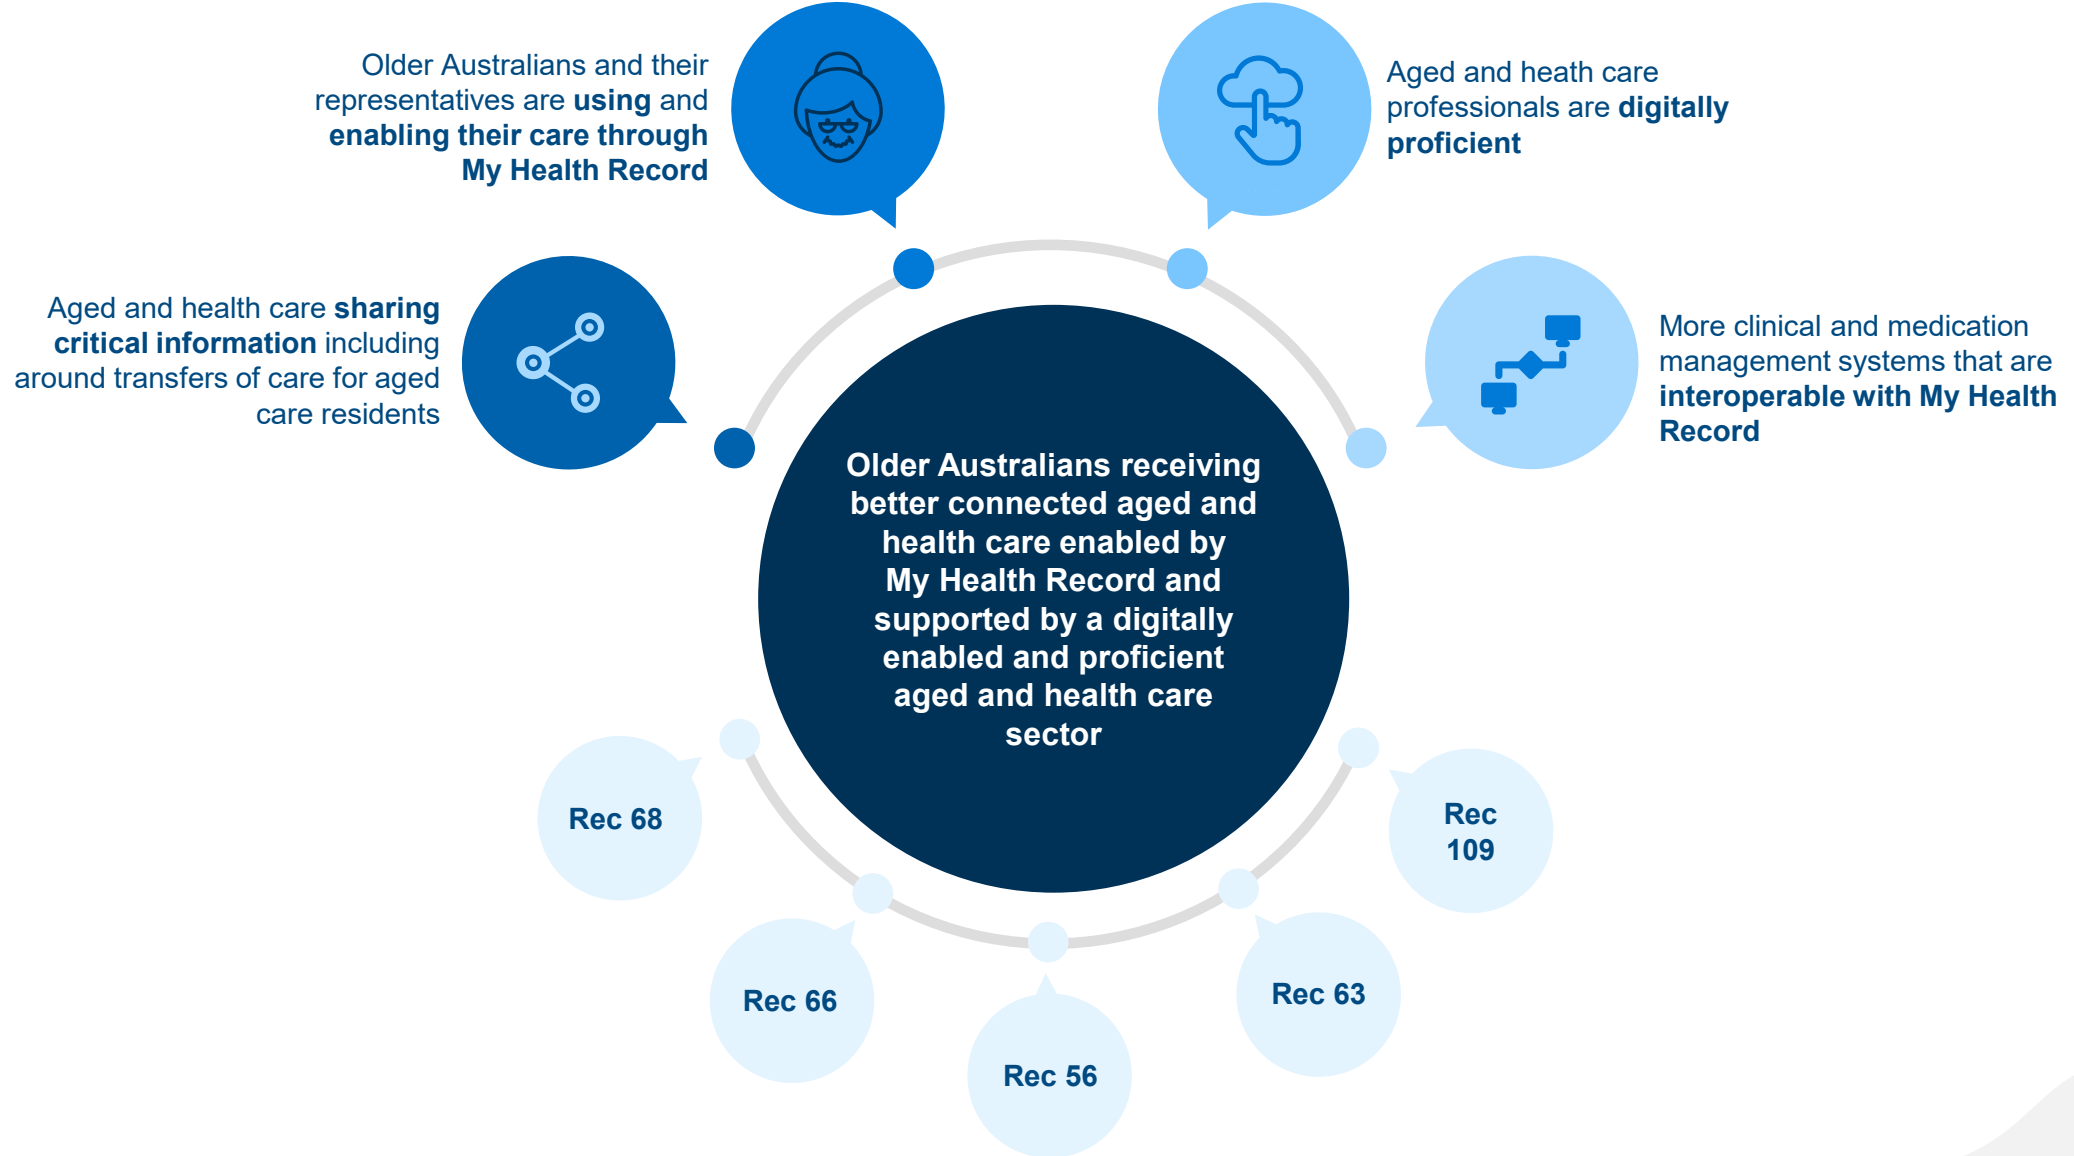 Older Australians and their
representatives are using and
enabling their care through
My Health Record
Aged and heath care
professionals are digitally
proficient
Aged and health care sharing
critical information including
around transfers of care for aged
care residents
More clinical and medication
management systems that are
interoperable with My Health
Record
Older Australians receiving
better connected aged and
health care enabled by
My Health Record and
supported by a digitally
enabled and proficient
aged and health care
sector
Rec 68
Rec 66
Rec 56
Rec 63
Rec
109